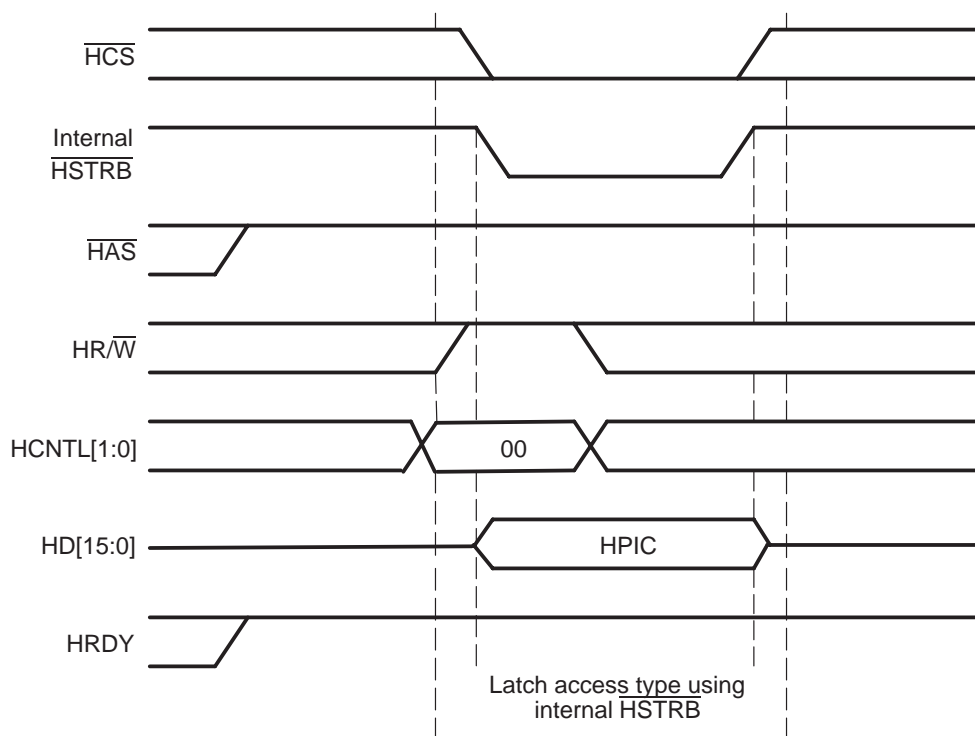 HCS
Internal
HSTRB
HAS
HR/W
HCNTL[1:0]
00
HD[15:0]
HPIC
HRDY
Latch access type using
internal HSTRB